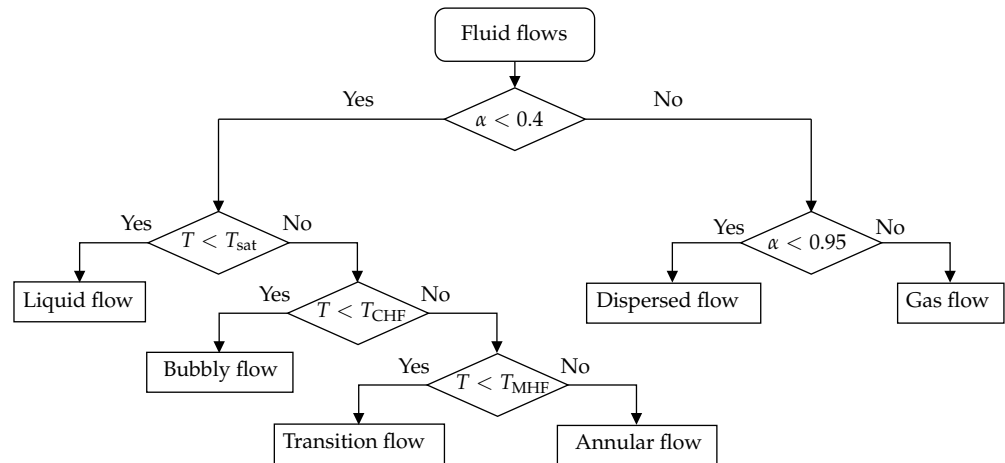 Fluid flows
Yes
No
α < 0.4
Yes
No
Yes
No
T < T_sat
α < 0.95
Liquid flow
Yes
No
Dispersed flow
Gas flow
T < T_CHF
Bubbly flow
Yes
No
T < T_MHF
Transition flow
Annular flow